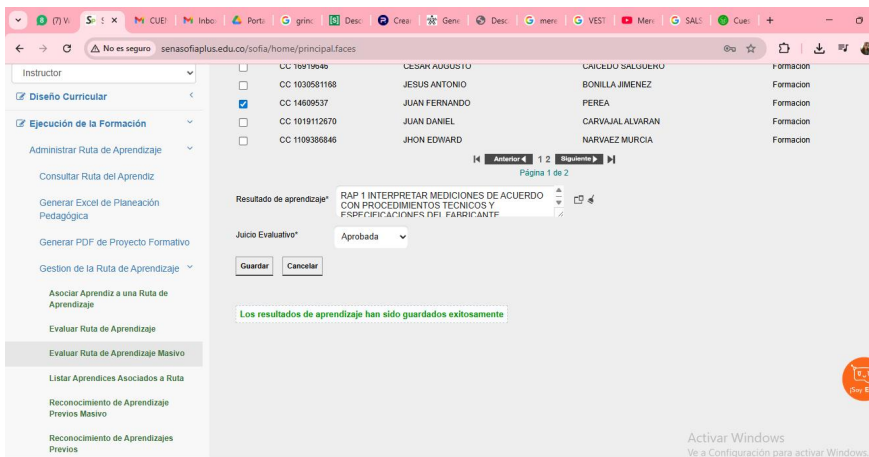 (7) W
Se S
CUE
Inbo
Porta
grinc
Desc
Crea
Gene
Desc
mere
VEST
Merc
SALS
Cues
No es seguro senasofiaplus.edu.co/sofia/home/principal.faces
Instructor
Diseño Curricular
Ejecución de la Formación
Administrar Ruta de Aprendizaje
Consultar Ruta del Aprendiz
Generar Excel de Planeación
Pedagógica
Generar PDF de Proyecto Formativo
Gestion de la Ruta de Aprendizaje
Asociar Aprendiz a una Ruta de
Aprendizaje
Evaluar Ruta de Aprendizaje
Evaluar Ruta de Aprendizaje Masivo
Listar Aprendices Asociados a Ruta
Reconocimiento de Aprendizaje
Previos Masivo
Reconocimiento de Aprendizajes
Previos
CC 16919646 CESAR AUGUSTO CAICEDO SALGUERO Formacion
CC 1030581168 JESUS ANTONIO BONILLA JIMENEZ Formacion
CC 14609537 JUAN FERNANDO PEREA Formacion
CC 1019112670 JUAN DANIEL CARVAJAL ALVARAN Formacion
CC 1109386846 JHON EDWARD NARVAEZ MURCIA Formacion
Anterior 1 2 Siguiente
Página 1 de 2
Resultado de aprendizaje* RAP 1 INTERPRETAR MEDICIONES DE ACUERDO
CON PROCEDIMIENTOS TECNICOS Y
ESPECIFICACIONES DEL FABRICANTE
Juicio Evaluativo* Aprobada
Guardar Cancelar
Los resultados de aprendizaje han sido guardados exitosamente
¡Soy E
Activar Windows
Ve a Configuración para activar Windows.